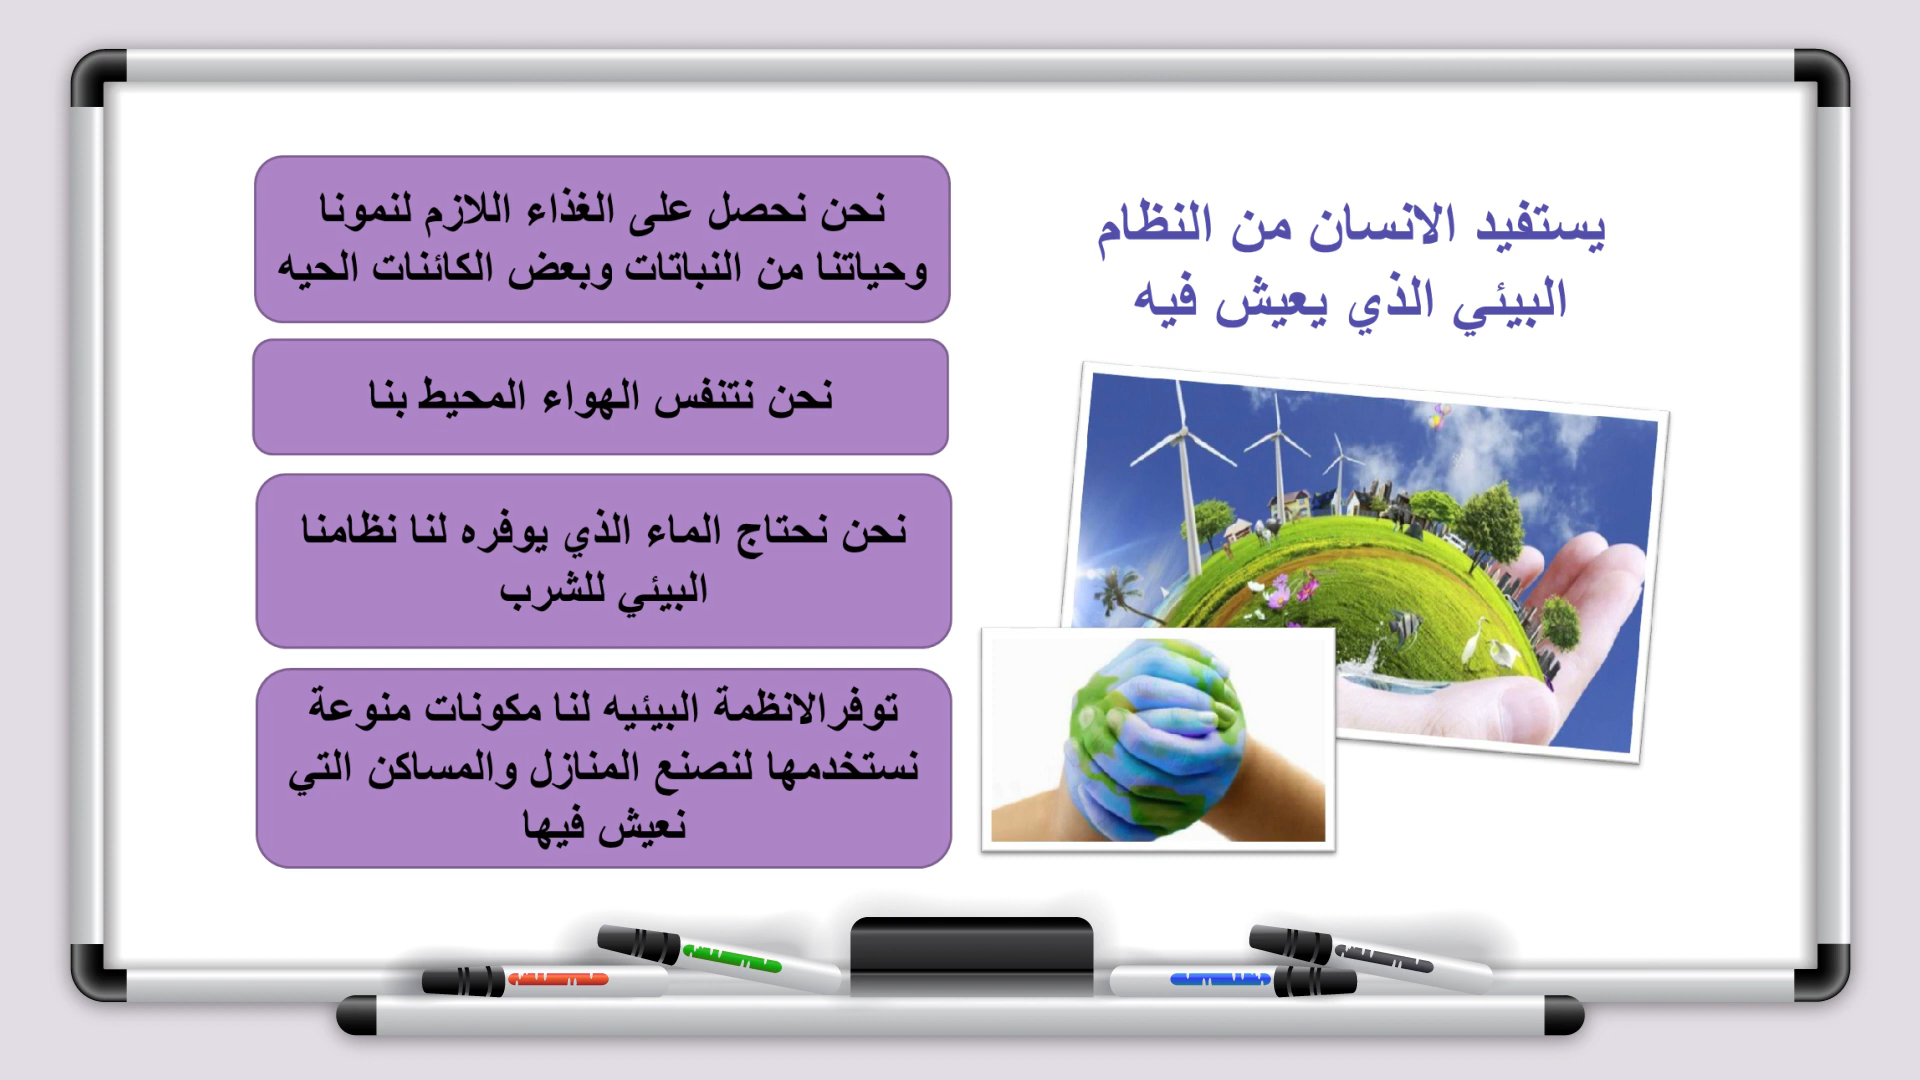 يستفيد الانسان من النظام
البيئي الذي يعيش فيه
نحن نحصل على الغذاء اللازم لنمونا
وحياتنا من النباتات وبعض الكائنات الحيه
نحن نتنفس الهواء المحيط بنا
نحن نحتاج الماء الذي يوفره لنا نظامنا
البيئي للشرب
توفرالانظمة البيئيه لنا مكونات منوعة
نستخدمها لنصنع المنازل والمساكن التي
نعيش فيها